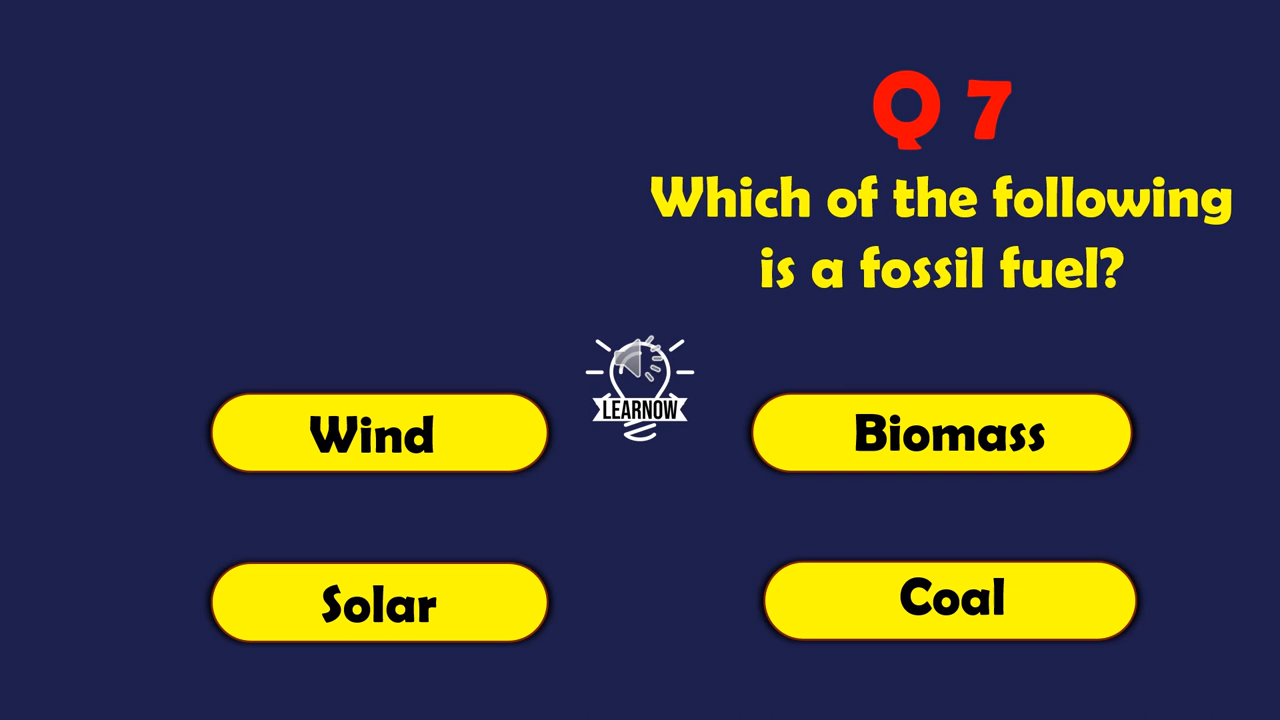 Q 7
Which of the following
is a fossil fuel?
LEARNOW
Wind
Biomass
Solar
Coal